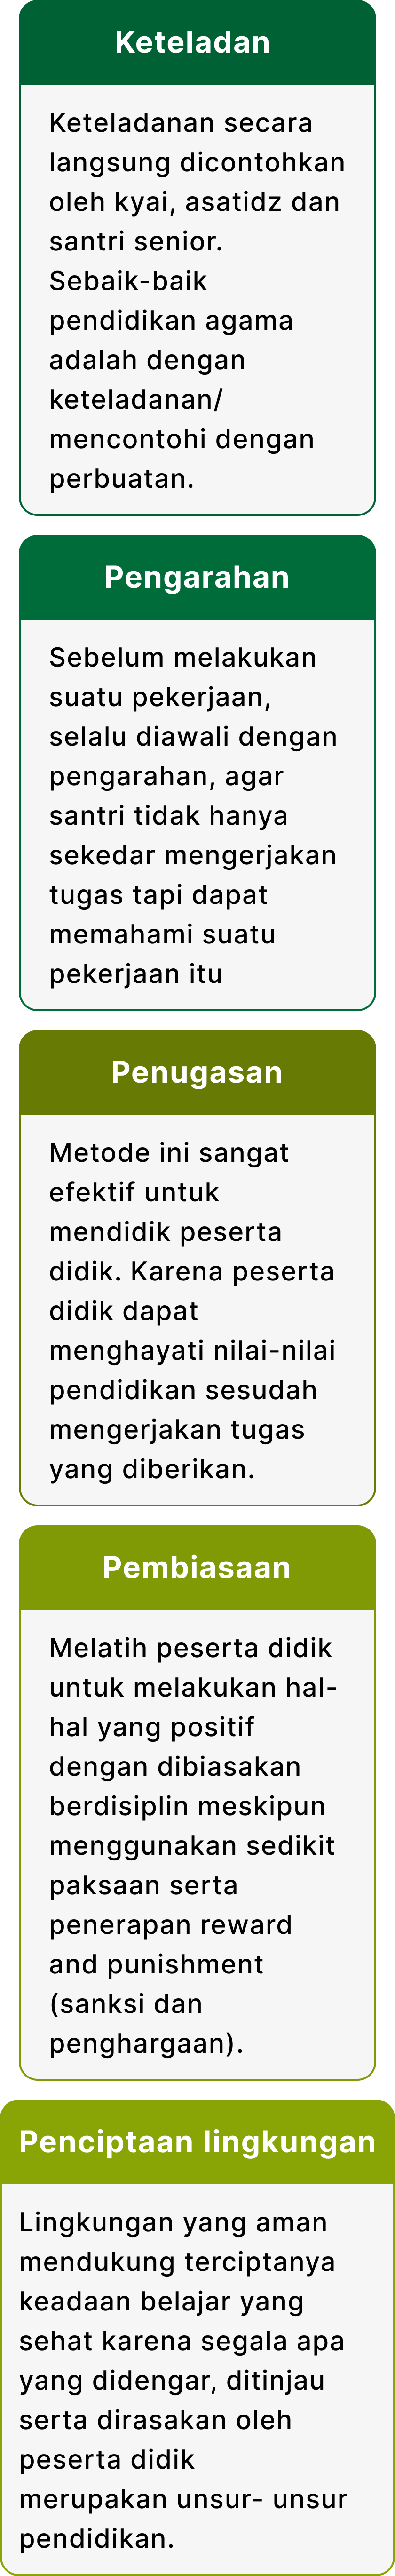 Keteladan
Keteladanan secara
langsung dicontohkan
oleh kyai, asatidz dan
santri senior.
Sebaik-baik
pendidikan agama
adalah dengan
keteladanan/
mencontohi dengan
perbuatan.
Pengarahan
Sebelum melakukan
suatu pekerjaan,
selalu diawali dengan
pengarahan, agar
santri tidak hanya
sekedar mengerjakan
tugas tapi dapat
memahami suatu
pekerjaan itu
Penugasan
Metode ini sangat
efektif untuk
mendidik peserta
didik. Karena peserta
didik dapat
menghayati nilai-nilai
pendidikan sesudah
mengerjakan tugas
yang diberikan.
Pembiasaan
Melatih peserta didik
untuk melakukan hal-
hal yang positif
dengan dibiasakan
berdisiplin meskipun
menggunakan sedikit
paksaan serta
penerapan reward
and punishment
(sanksi dan
penghargaan).
Penciptaan lingkungan
Lingkungan yang aman
mendukung terciptanya
keadaan belajar yang
sehat karena segala apa
yang didengar, ditinjau
serta dirasakan oleh
peserta didik
merupakan unsur- unsur
pendidikan.